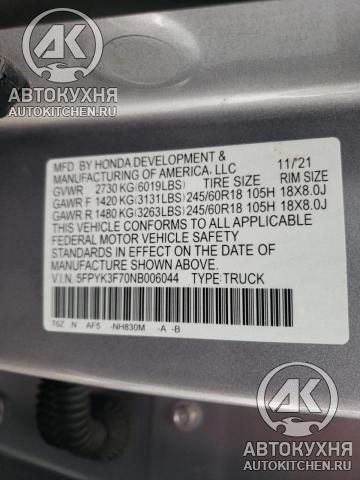 АК
АВТОКУХНЯ
AUTOKITCHEN.RU
MFD. BY HONDA DEVELOPMENT &
MANUFACTURING OF AMERICA, LLC 11/21
GVWR 2730 KG(6019LBS) TIRE SIZE RIM SIZE
GAWR F 1420 KG(3131LBS) 245/60R18 105H 18X8.0J
GAWR R 1480 KG(3263LBS) 245/60R18 105H 18X8.0J
THIS VEHICLE CONFORMS TO ALL APPLICABLE
FEDERAL MOTOR VEHICLE SAFETY
STANDARDS IN EFFECT ON THE DATE OF
MANUFACTURE SHOWN ABOVE.
V.I.N. 5FPYK3F70NB006044 TYPE:TRUCK
T6Z N AF5 -NH830M -A -B
АК
АВТОКУХНЯ
AUTOKITCHEN.RU